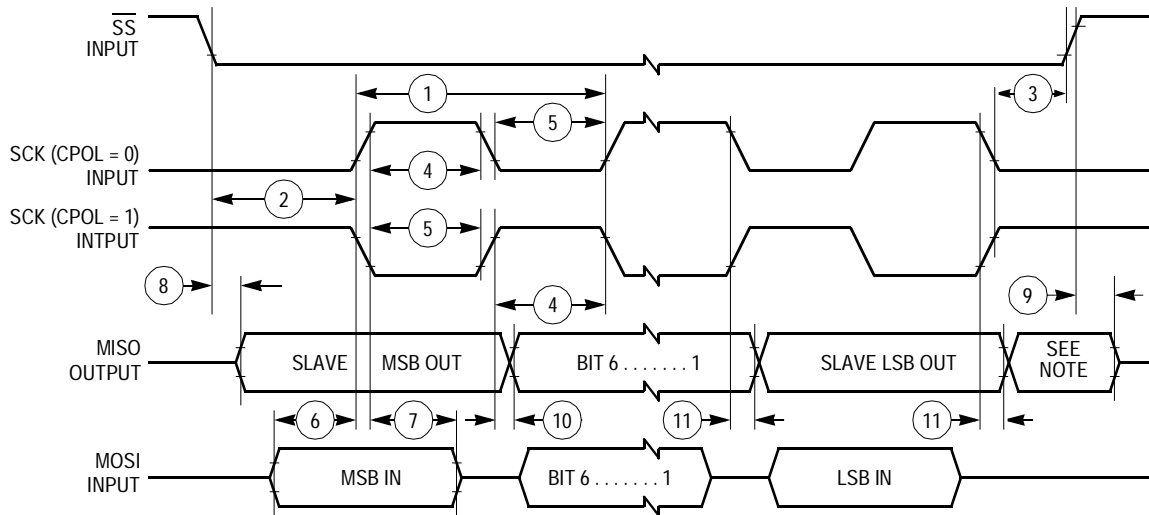 SS
INPUT
1
3
5
SCK (CPOL = 0)
INPUT
4
2
SCK (CPOL = 1)
INTPUT
5
8
9
4
MISO
OUTPUT
SLAVE MSB OUT
BIT 6 . . . . . . . 1
SLAVE LSB OUT
SEE
NOTE
6
7
10
11
11
MOSI
INPUT
MSB IN
BIT 6 . . . . . . . 1
LSB IN